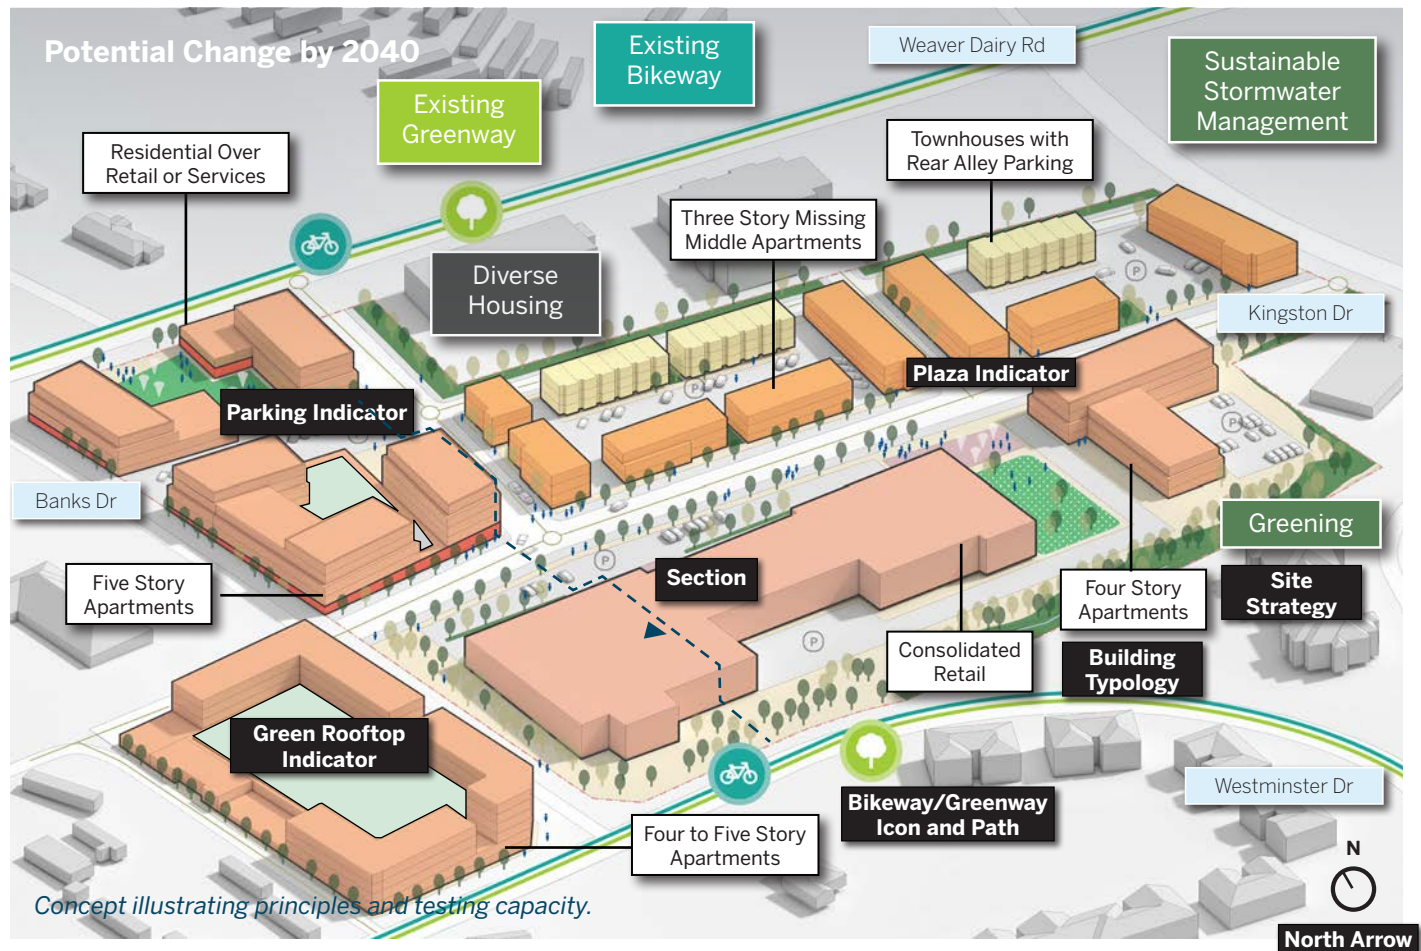 Potential Change by 2040
Existing
Bikeway
Weaver Dairy Rd
Sustainable
Stormwater
Management
Existing
Greenway
Residential Over
Retail or Services
Townhouses with
Rear Alley Parking
Three Story Missing
Middle Apartments
Diverse
Housing
P
Kingston Dr
Plaza Indicator
P
Parking Indicator
P
Banks Dr
Greening
P
Five Story
Apartments
Section
Four Story
Apartments
Site
Strategy
P
Consolidated
Retail
Building
Typology
Green Rooftop
Indicator
Westminster Dr
Bikeway/Greenway
Icon and Path
Four to Five Story
Apartments
N
Concept illustrating principles and testing capacity.
North Arrow